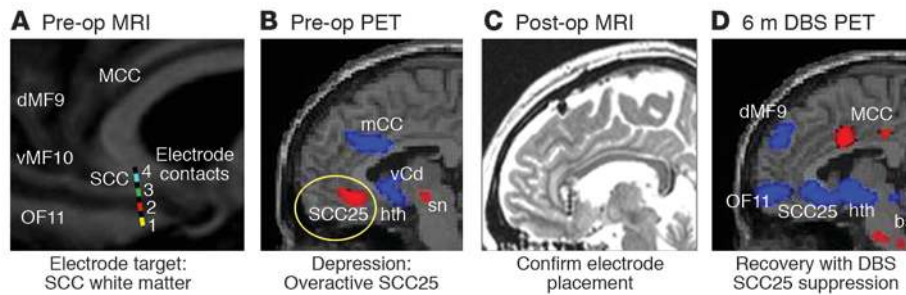 A Pre-op MRI
MCC
dMF9
vMF10
SCC
Electrode
contacts
4
3
2
1
OF11
Electrode target:
SCC white matter
B Pre-op PET
mCC
vCd
SCC25
hth
sn
Depression:
Overactive SCC25
C Post-op MRI
Confirm electrode
placement
D 6 m DBS PET
dMF9
MCC
OF11
SCC25
hth
Recovery with DBS
SCC25 suppression